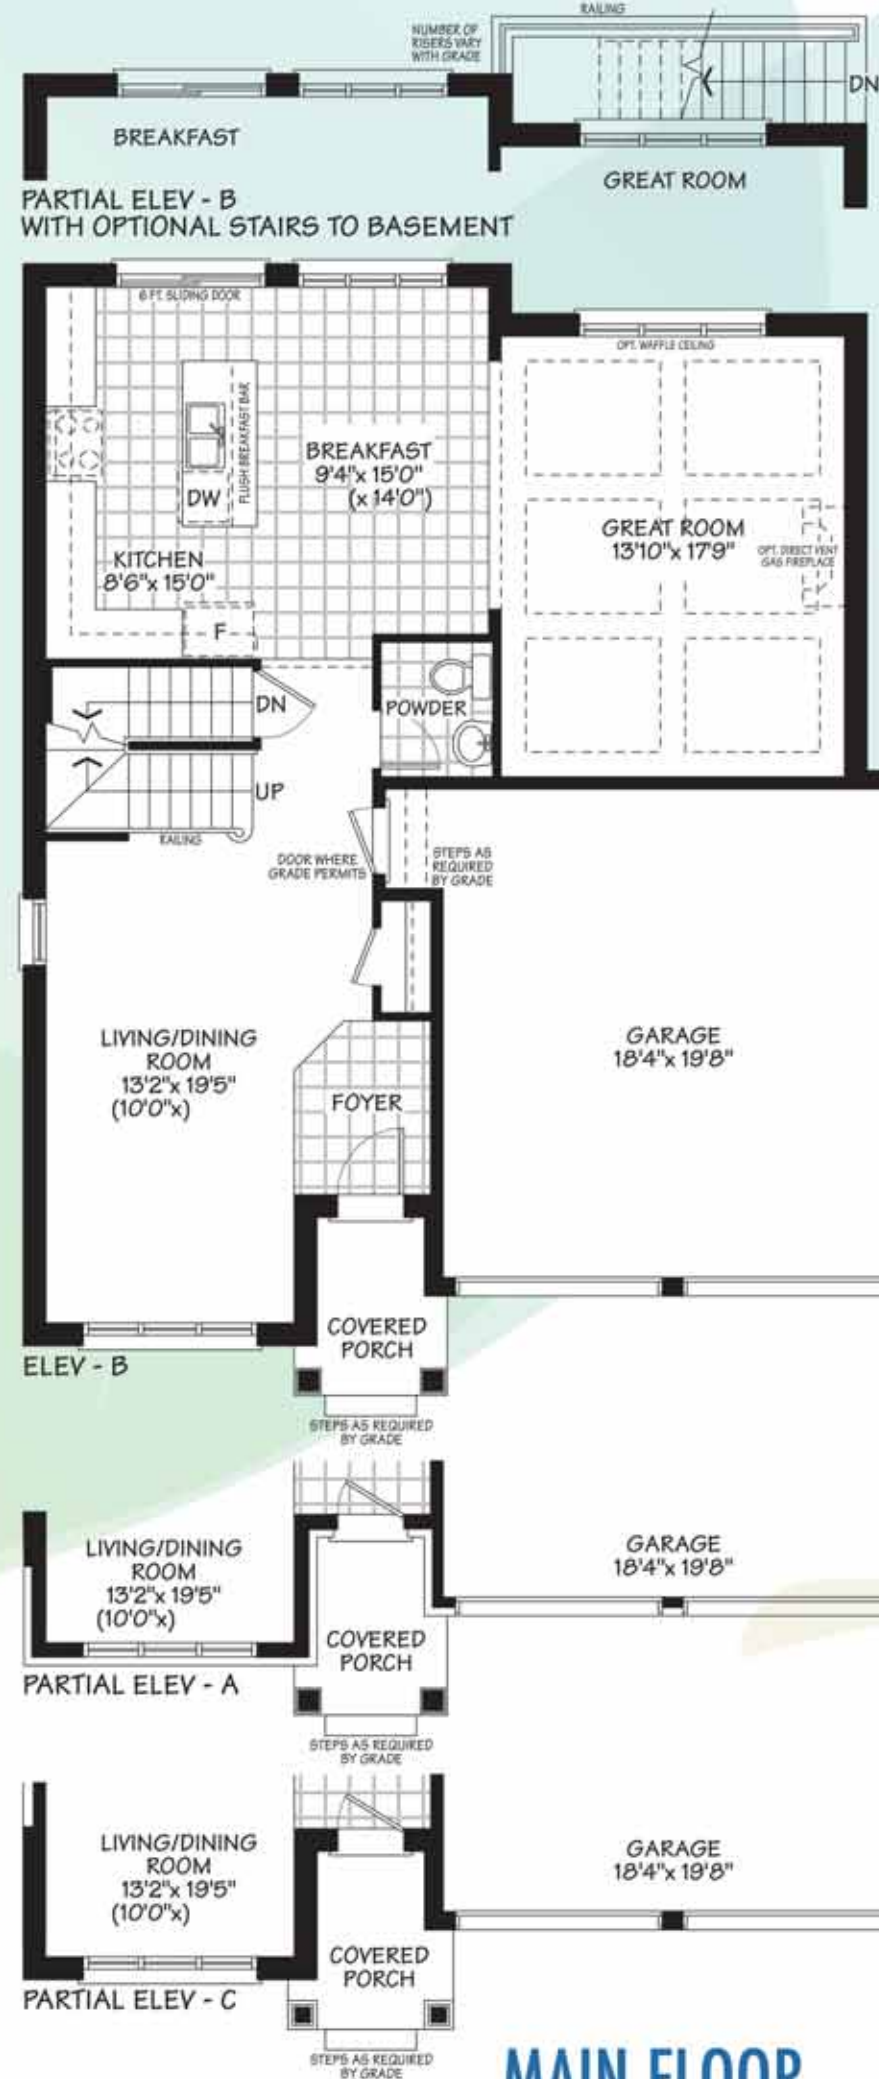 RAILING
NUMBER OF
RISERS VARY
WITH GRADE
DN
BREAKFAST
GREAT ROOM
PARTIAL ELEV - B
WITH OPTIONAL STAIRS TO BASEMENT
6 FT. SLIDING DOOR
OPT. WAFFLE CEILING
FLUSH BREAKFAST BAR
BREAKFAST
9'4"x 15'0"
(x 14'0")
DW
GREAT ROOM
13'10"x 17'9"
OPT. DIRECT VENT
GAS FIREPLACE
KITCHEN
8'6"x 15'0"
F
DN
POWDER
UP
RAILING
DOOR WHERE
GRADE PERMITS
STEPS AS
REQUIRED
BY GRADE
LIVING/DINING
ROOM
13'2"x 19'5"
(10'0"x)
GARAGE
18'4"x 19'8"
FOYER
COVERED
PORCH
ELEV - B
STEPS AS REQUIRED
BY GRADE
LIVING/DINING
ROOM
13'2"x 19'5"
(10'0"x)
GARAGE
18'4"x 19'8"
COVERED
PORCH
PARTIAL ELEV - A
STEPS AS REQUIRED
BY GRADE
LIVING/DINING
ROOM
13'2"x 19'5"
(10'0"x)
GARAGE
18'4"x 19'8"
COVERED
PORCH
PARTIAL ELEV - C
STEPS AS REQUIRED
BY GRADE
MAIN FLOOR